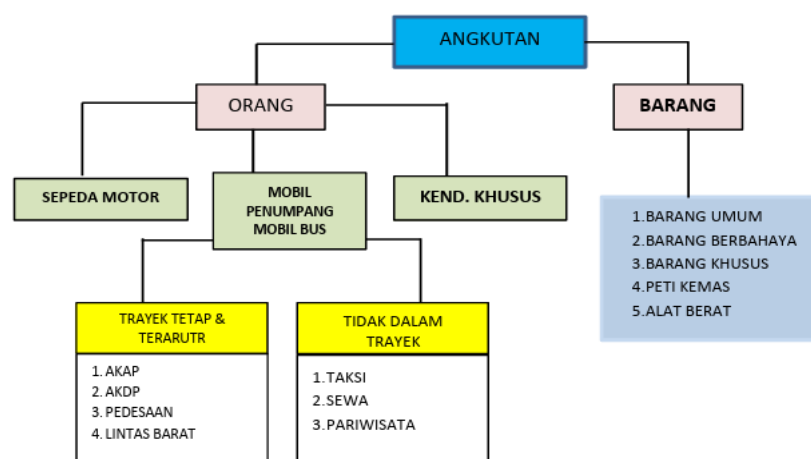 ANGKUTAN
ORANG
BARANG
SEPEDA MOTOR
MOBIL
PENUMPANG
MOBIL BUS
KEND. KHUSUS
1.BARANG UMUM
2.BARANG BERBAHAYA
3.BARANG KHUSUS
4.PETI KEMAS
5.ALAT BERAT
TRAYEK TETAP &
TERARUTR
1. AKAP
2. AKDP
3. PEDESAAN
4. LINTAS BARAT
TIDAK DALAM
TRAYEK
1.TAKSI
2.SEWA
3.PARIWISATA